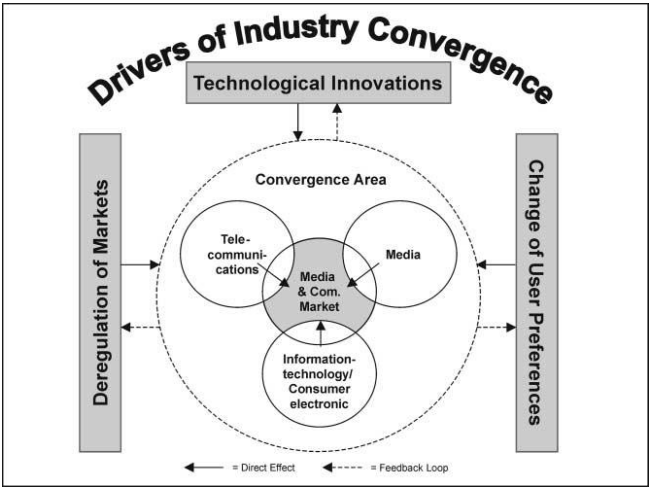 Drivers of Industry Convergence
Technological Innovations
Deregulation of Markets
Change of User Preferences
Convergence Area
Tele-
communi-
cations
Media
Media
& Com.
Market
Information-
technology/
Consumer
electronic
= Direct Effect
= Feedback Loop